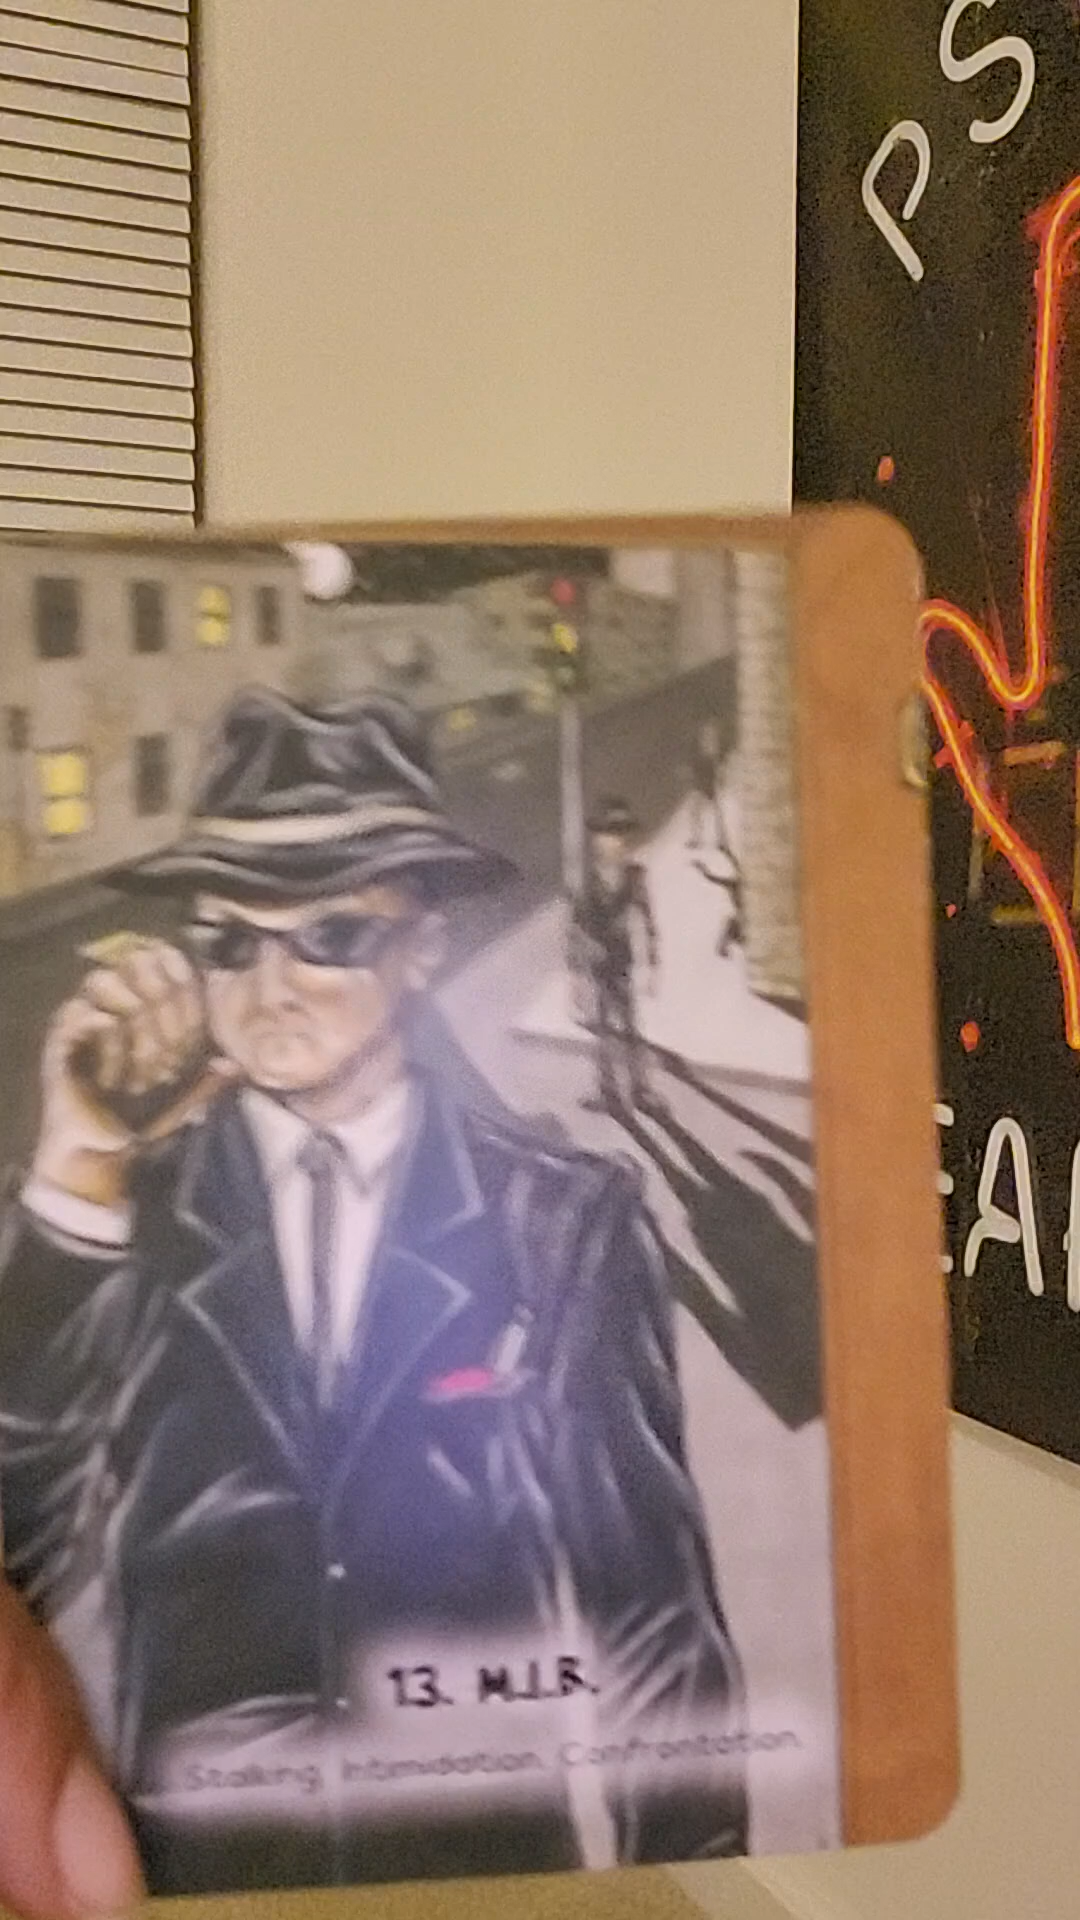 PS
EA
13. M.I.B.
Stalking, Intimidation, Confrontation